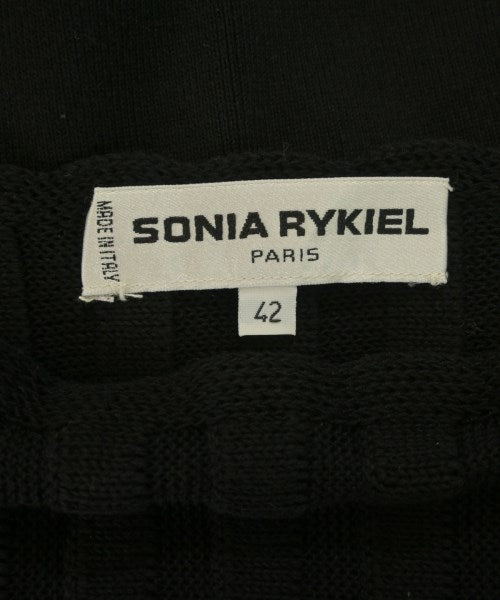 SONIA RYKIEL
PARIS
MADE IN ITALY
42